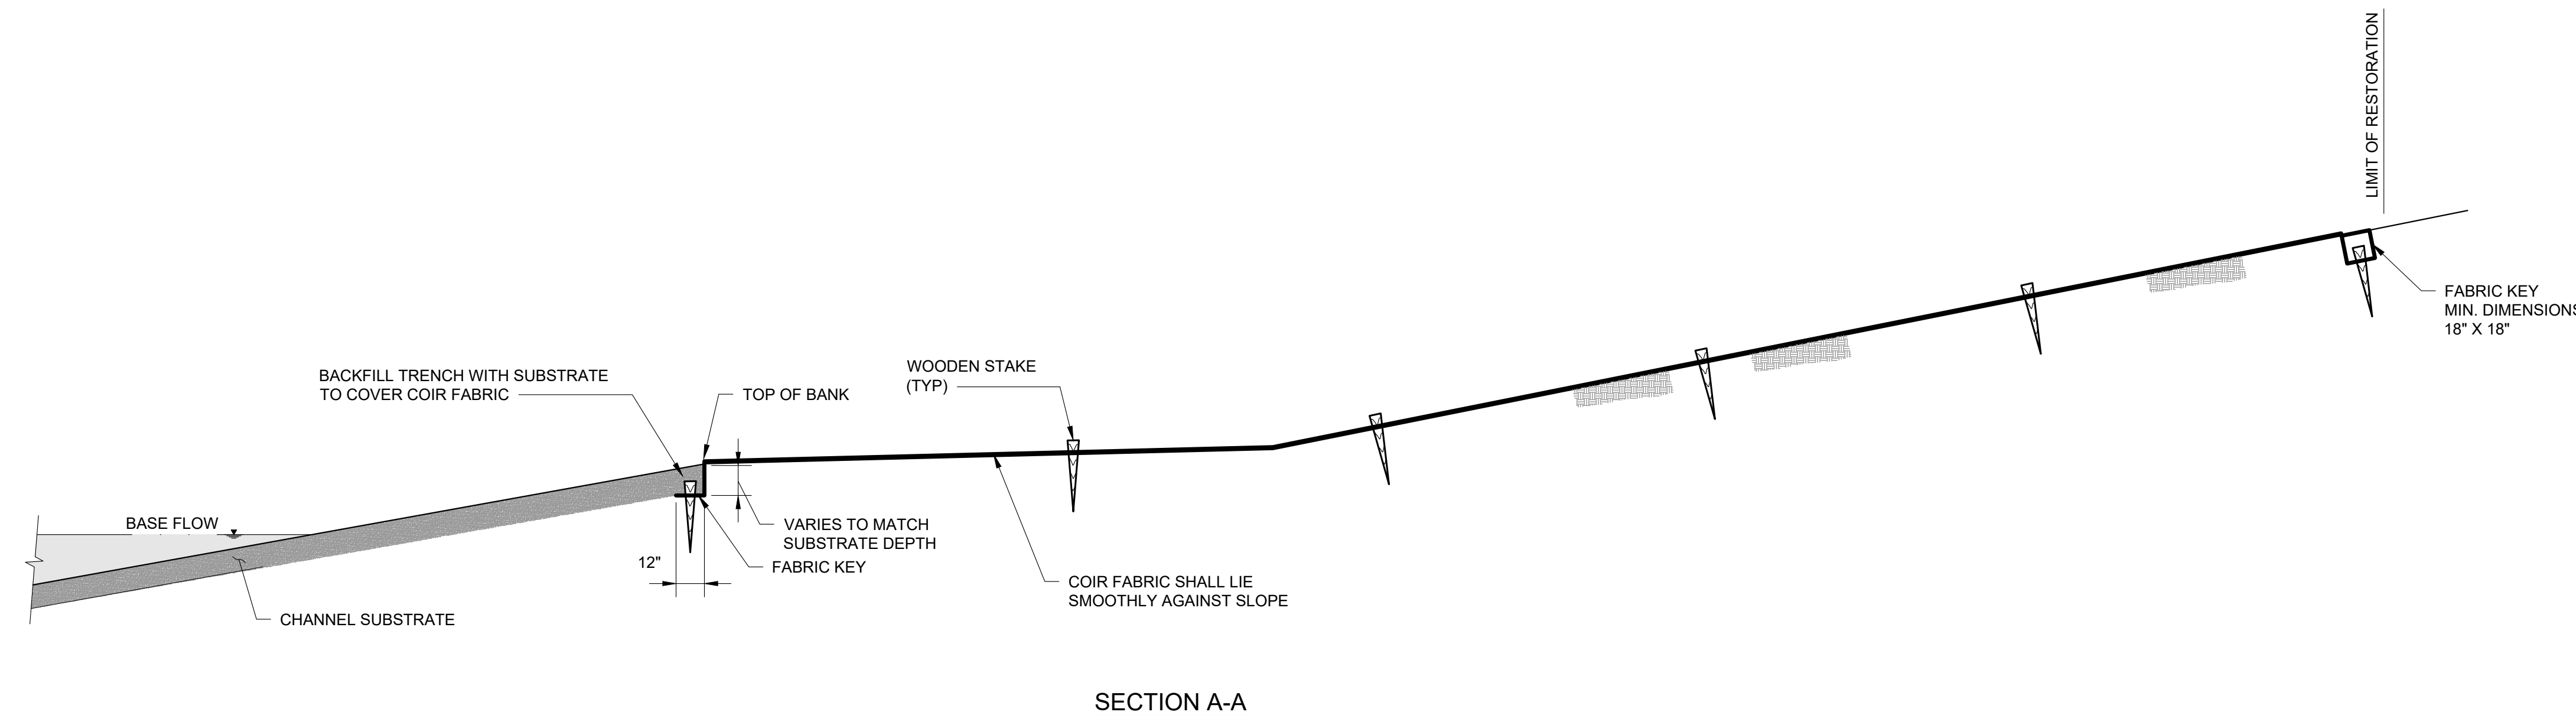 LIMIT OF RESTORATION
FABRIC KEY
MIN. DIMENSIONS
18" X 18"
WOODEN STAKE
(TYP)
BACKFILL TRENCH WITH SUBSTRATE
TO COVER COIR FABRIC
TOP OF BANK
BASE FLOW
VARIES TO MATCH
SUBSTRATE DEPTH
12"
FABRIC KEY
COIR FABRIC SHALL LIE
SMOOTHLY AGAINST SLOPE
CHANNEL SUBSTRATE
SECTION A-A